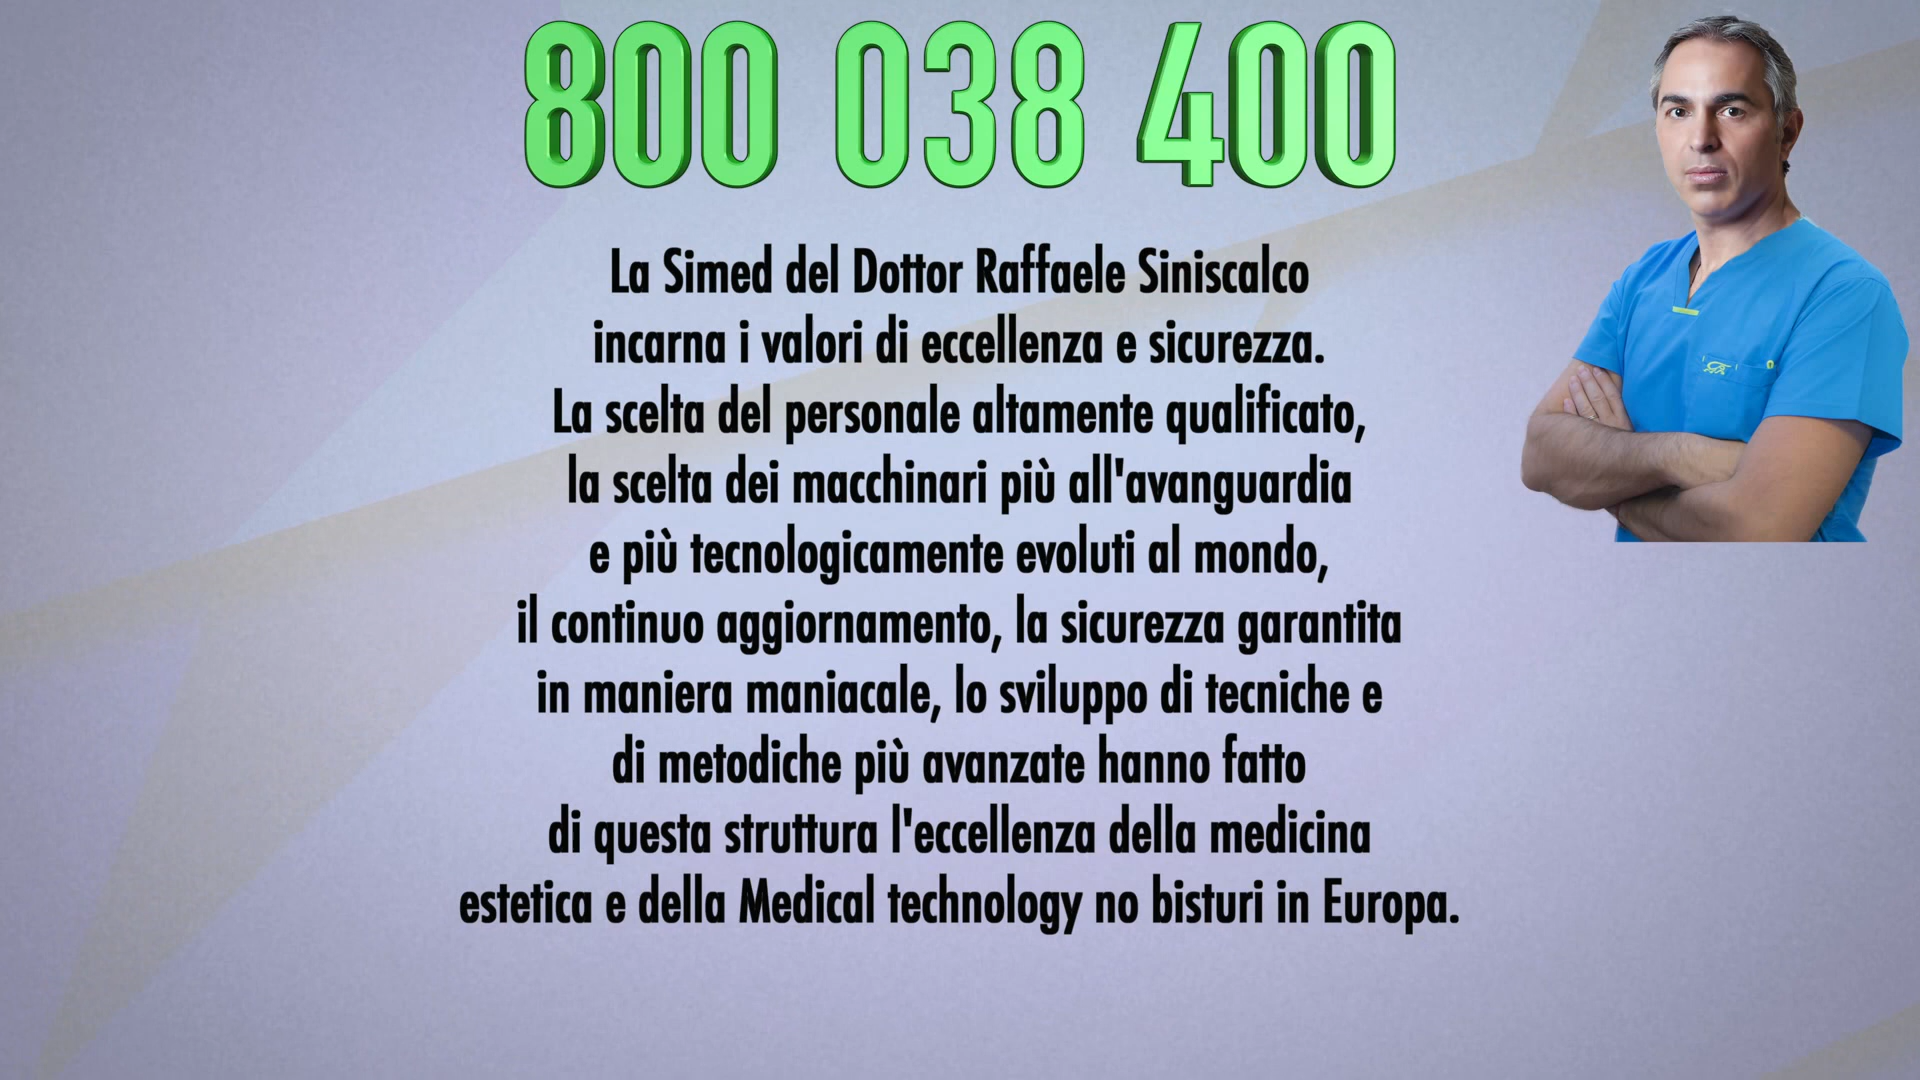 800 038 400
La Simed del Dottor Raffaele Siniscalco
incarna i valori di eccellenza e sicurezza.
La scelta del personale altamente qualificato,
la scelta dei macchinari più all'avanguardia
e più tecnologicamente evoluti al mondo,
il continuo aggiornamento, la sicurezza garantita
in maniera maniacale, lo sviluppo di tecniche e
di metodiche più avanzate hanno fatto
di questa struttura l'eccellenza della medicina
estetica e della Medical technology no bisturi in Europa.